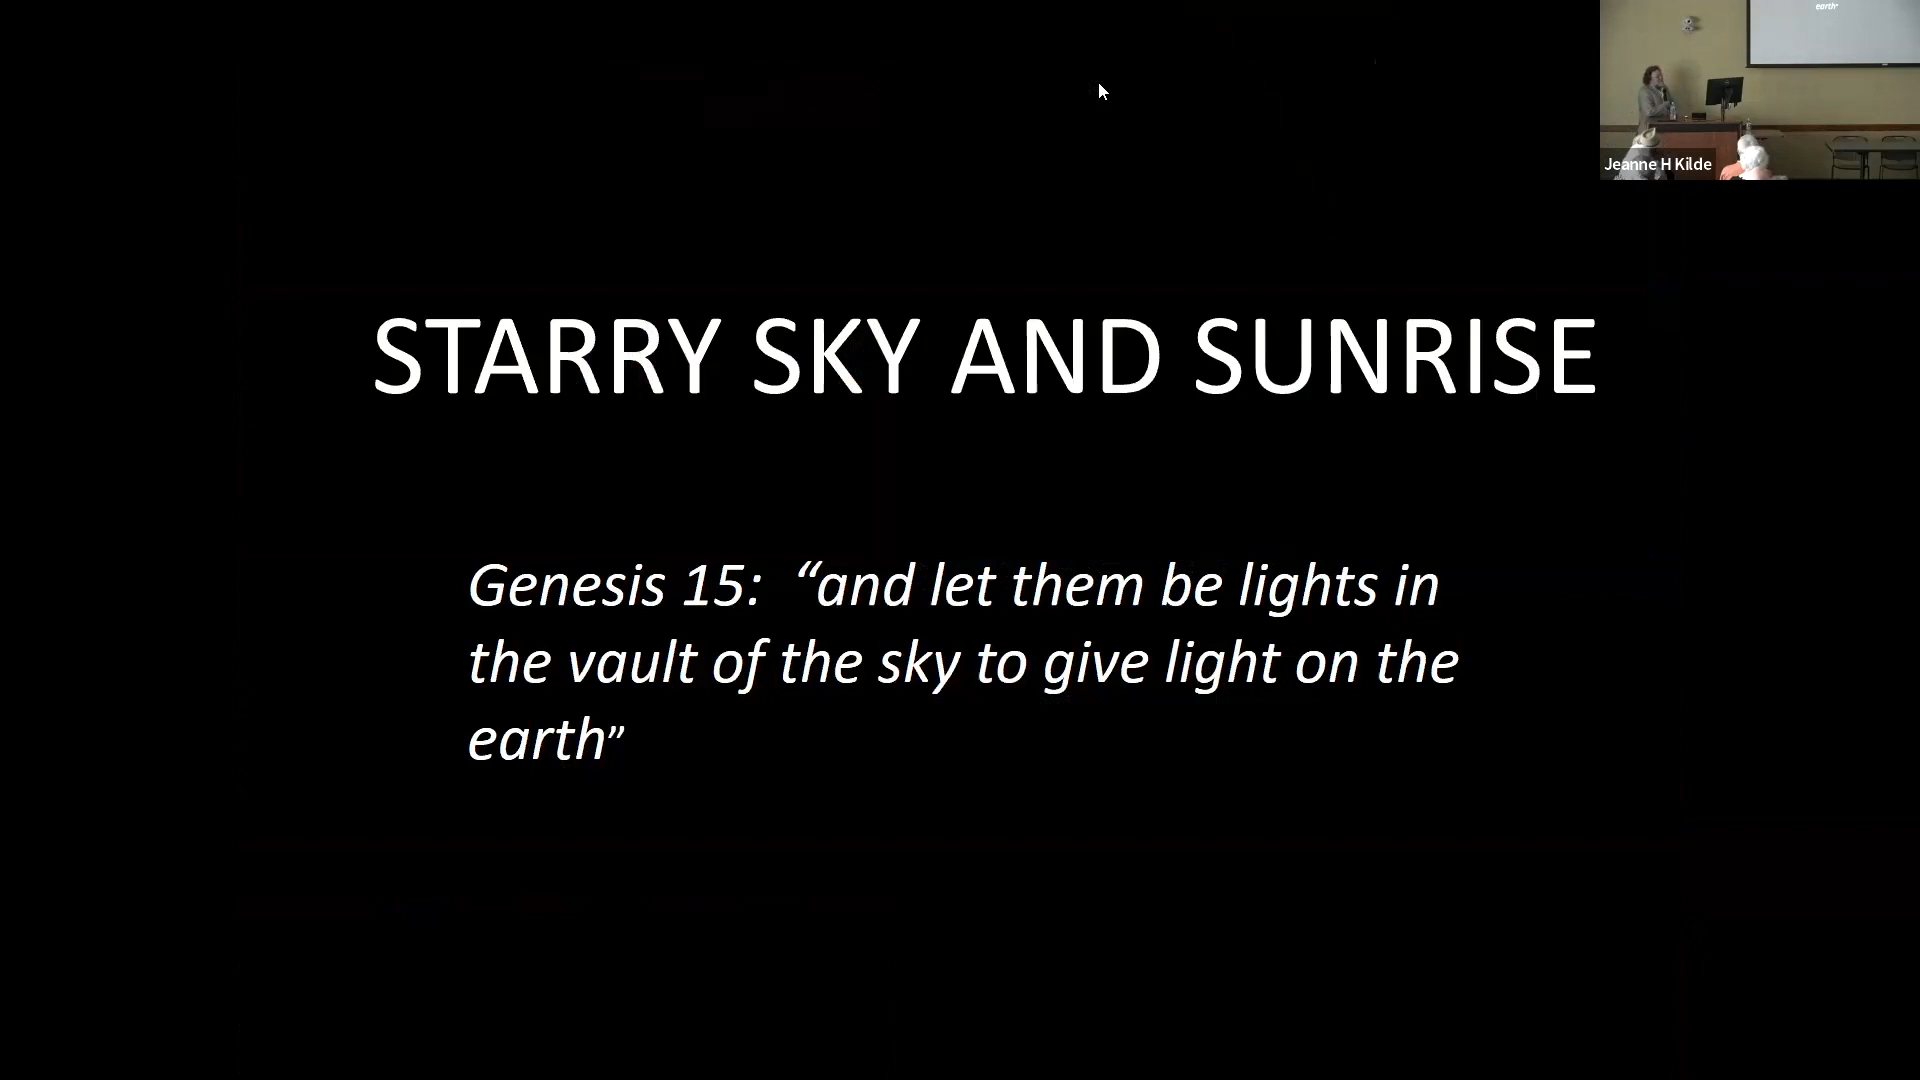 earth"
Jeanne H Kilde
STARRY SKY AND SUNRISE
Genesis 15:  “and let them be lights in
the vault of the sky to give light on the
earth”